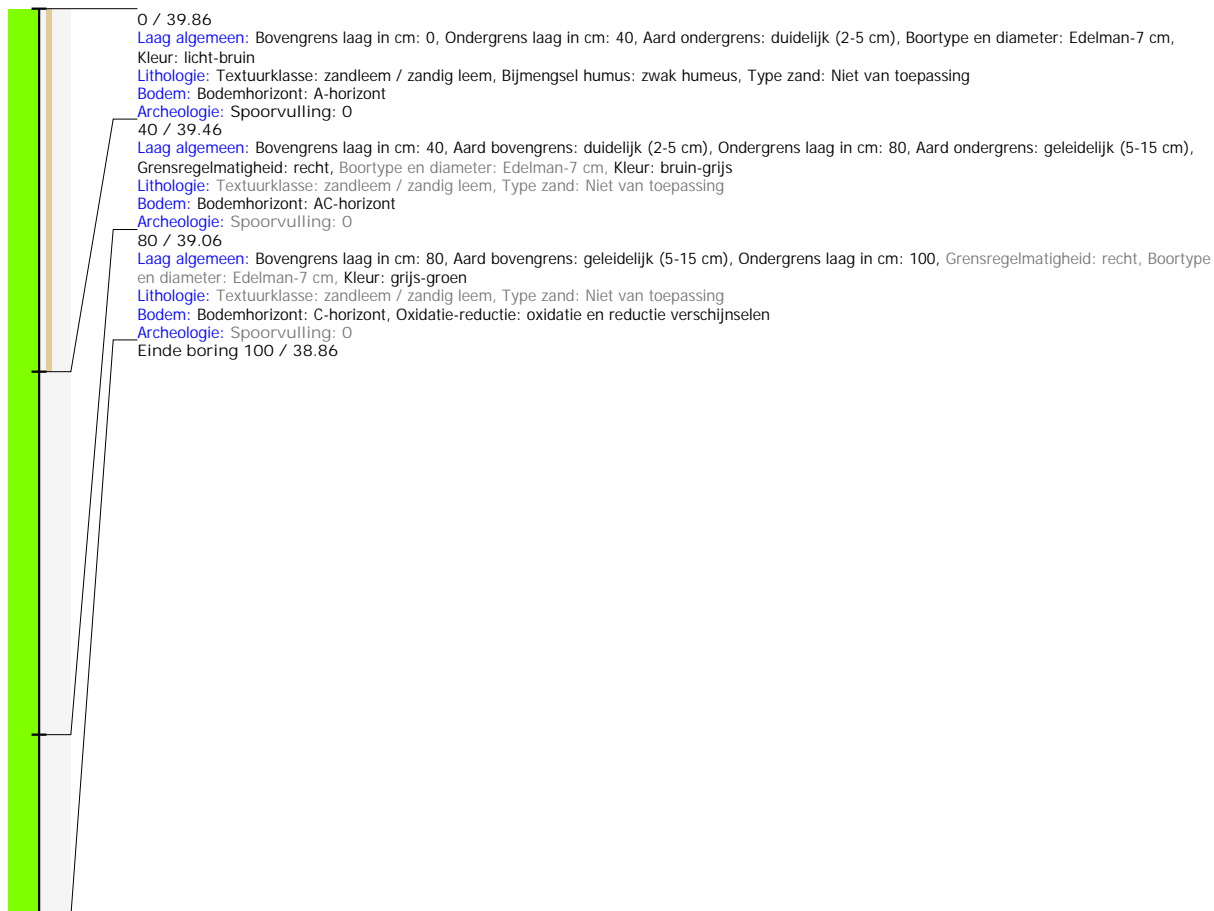 0 / 39.86
Laag algemeen: Bovengrens laag in cm: 0, Ondergrens laag in cm: 40, Aard ondergrens: duidelijk (2-5 cm), Boortype en diameter: Edelman-7 cm,
Kleur: licht-bruin
Lithologie: Textuurklasse: zandleem / zandig leem, Bijmengsel humus: zwak humeus, Type zand: Niet van toepassing
Bodem: Bodemhorizont: A-horizont
Archeologie: Spoorvulling: 0
40 / 39.46
Laag algemeen: Bovengrens laag in cm: 40, Aard bovengrens: duidelijk (2-5 cm), Ondergrens laag in cm: 80, Aard ondergrens: geleidelijk (5-15 cm),
Grensregelmatigheid: recht, Boortype en diameter: Edelman-7 cm, Kleur: bruin-grijs
Lithologie: Textuurklasse: zandleem / zandig leem, Type zand: Niet van toepassing
Bodem: Bodemhorizont: AC-horizont
Archeologie: Spoorvulling: 0
80 / 39.06
Laag algemeen: Bovengrens laag in cm: 80, Aard bovengrens: geleidelijk (5-15 cm), Ondergrens laag in cm: 100, Grensregelmatigheid: recht, Boortype
en diameter: Edelman-7 cm, Kleur: grijs-groen
Lithologie: Textuurklasse: zandleem / zandig leem, Type zand: Niet van toepassing
Bodem: Bodemhorizont: C-horizont, Oxidatie-reductie: oxidatie en reductie verschijnselen
Archeologie: Spoorvulling: 0
Einde boring 100 / 38.86